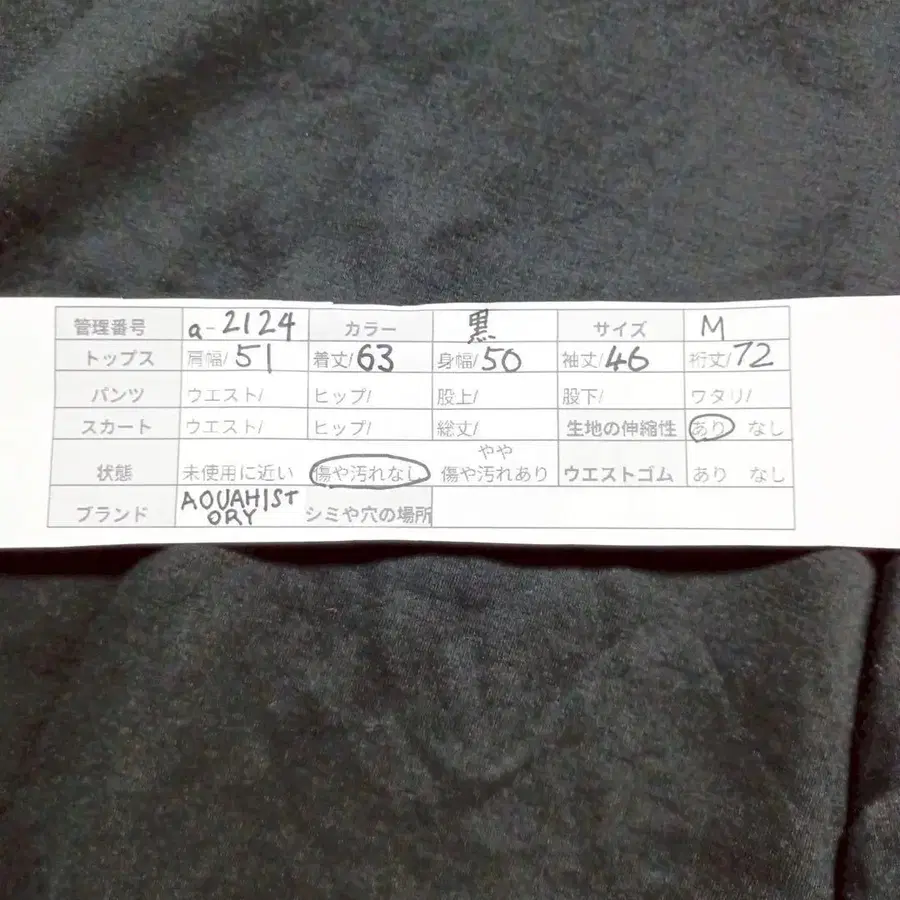 管理番号 a-2124 カラー 黒 サイズ M
トップス 肩幅/ 51 着丈/ 63 身幅/ 50 袖丈/ 46 裄丈/ 72
パンツ ウエスト/ ヒップ/ 股上/ 股下/ ワタリ/
スカート ウエスト/ ヒップ/ 総丈/ 生地の伸縮性 あり なし
やや
状態 未使用に近い 傷や汚れなし 傷や汚れあり ウエストゴム あり なし
ブランド AQUAHIST
ORY シミや穴の場所